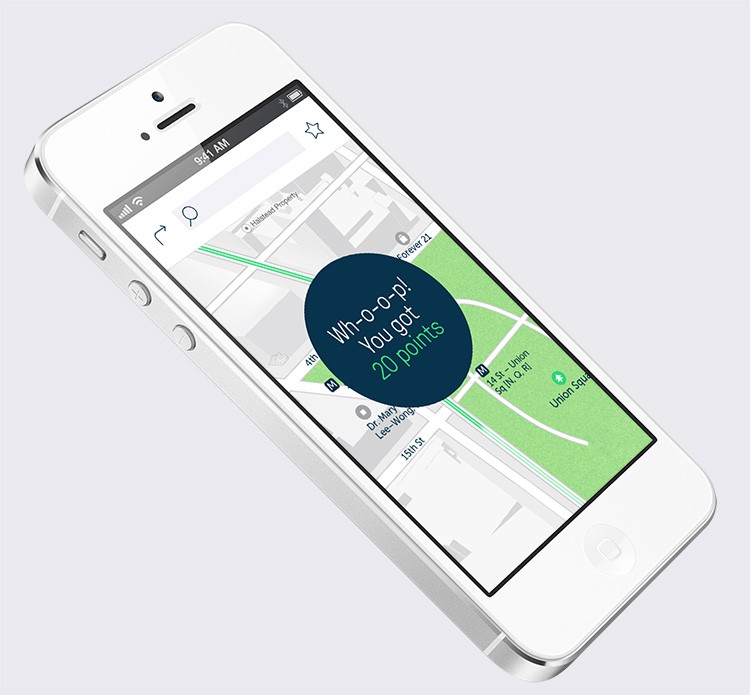 9:41 AM
Halstead Property
Forever 21
Wh-o-o-p!
You got
20 points
4th
M
M
14 St – Union
Sq [N, Q, R]
Union Squ
Dr. Mary
Lee-Wong
15th St